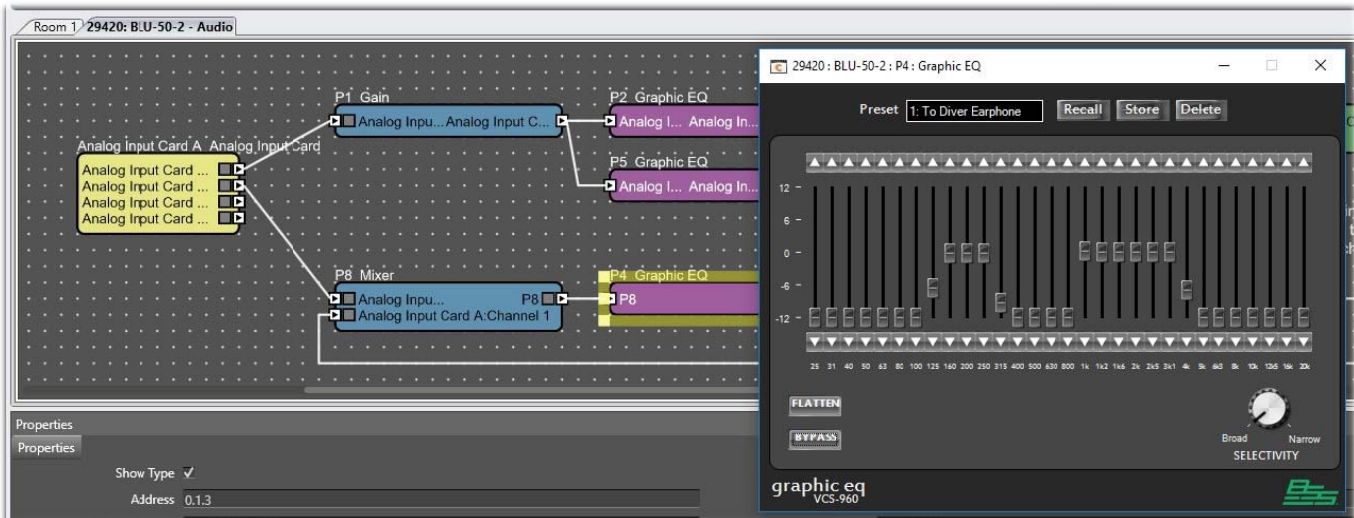 Room 1
29420: BLU-50-2 - Audio
P1 Gain
Analog Inpu... Analog Input C...
P2 Graphic EQ
Analog I... Analog In...
P5 Graphic EQ
Analog I... Analog In...
Analog Input Card A Analog Input Card
Analog Input Card ...
Analog Input Card ...
Analog Input Card ...
Analog Input Card ...
P8 Mixer
Analog Inpu... P8
Analog Input Card A:Channel 1
P4 Graphic EQ
P8
Properties
Properties
Show Type
Address 0.1.3
29420 : BLU-50-2 : P4 : Graphic EQ
Preset 1: To Diver Earphone Recall Store Delete
12
6
0
-6
-12
25 31 40 50 63 80 100 125 160 200 250 315 400 500 630 800 1k 1k2 1k6 2k 2k5 3k1 4k 5k 6k3 8k 10k 12k5 16k 20k
FLATTEN
BYPASS
Broad Narrow
SELECTIVITY
graphic eq
VCS-960
BSS